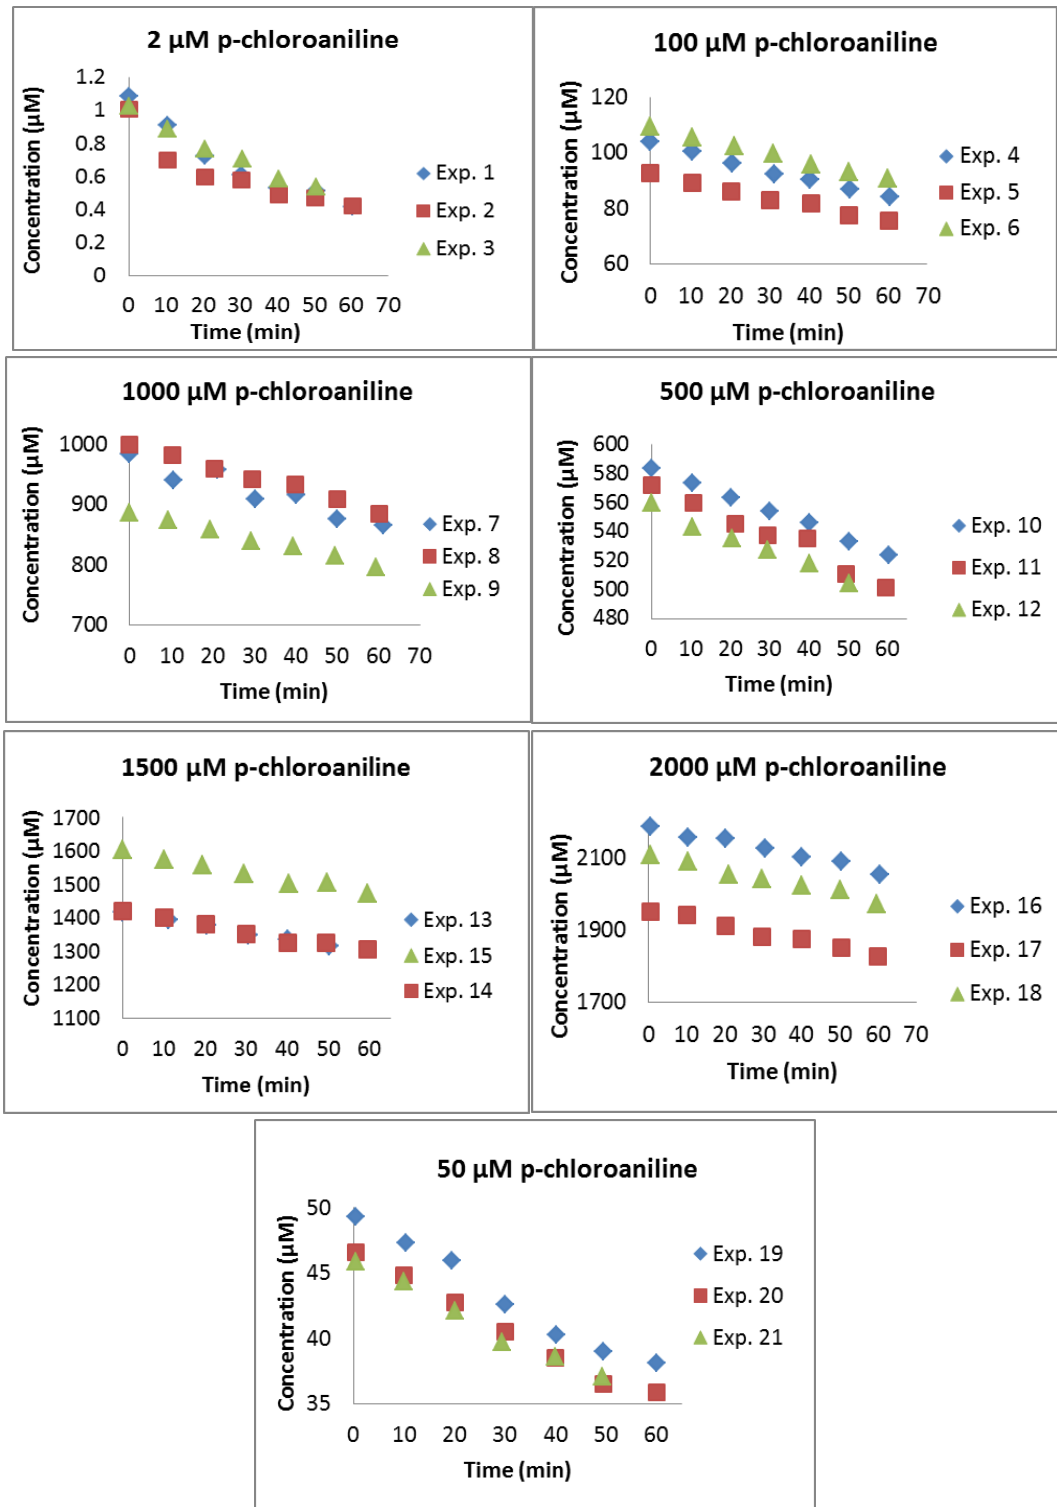 2 µM p-chloroaniline
Concentration (µM)
1.2
1
0.8
0.6
0.4
0.2
0
0 10 20 30 40 50 60 70
Time (min)
Exp. 1
Exp. 2
Exp. 3
100 µM p-chloroaniline
Concentration (µM)
120
100
80
60
0 10 20 30 40 50 60 70
Time (min)
Exp. 4
Exp. 5
Exp. 6
1000 µM p-chloroaniline
Concentration (µM)
1000
900
800
700
0 10 20 30 40 50 60 70
Time (min)
Exp. 7
Exp. 8
Exp. 9
500 µM p-chloroaniline
Concentration (µM)
600
580
560
540
520
500
480
0 10 20 30 40 50 60
Time (min)
Exp. 10
Exp. 11
Exp. 12
1500 µM p-chloroaniline
Concentration (µM)
1700
1600
1500
1400
1300
1200
1100
0 10 20 30 40 50 60
Time (min)
Exp. 13
Exp. 15
Exp. 14
2000 µM p-chloroaniline
Concentration (µM)
2100
1900
1700
0 10 20 30 40 50 60 70
Time (min)
Exp. 16
Exp. 17
Exp. 18
50 µM p-chloroaniline
Concentration (µM)
50
45
40
35
0 10 20 30 40 50 60
Time (min)
Exp. 19
Exp. 20
Exp. 21